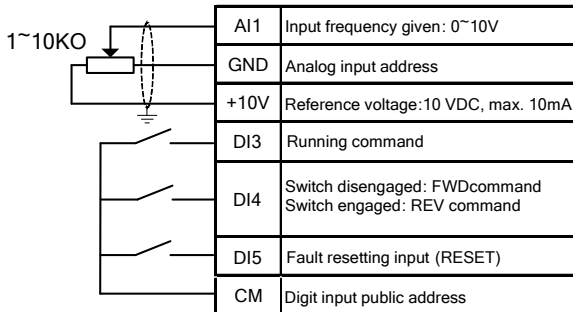 1~10KO
AI1 Input frequency given: 0~10V
GND Analog input address
+10V Reference voltage:10 VDC, max. 10mA
DI3 Running command
DI4 Switch disengaged: FWDcommand
Switch engaged: REV command
DI5 Fault resetting input (RESET)
CM Digit input public address